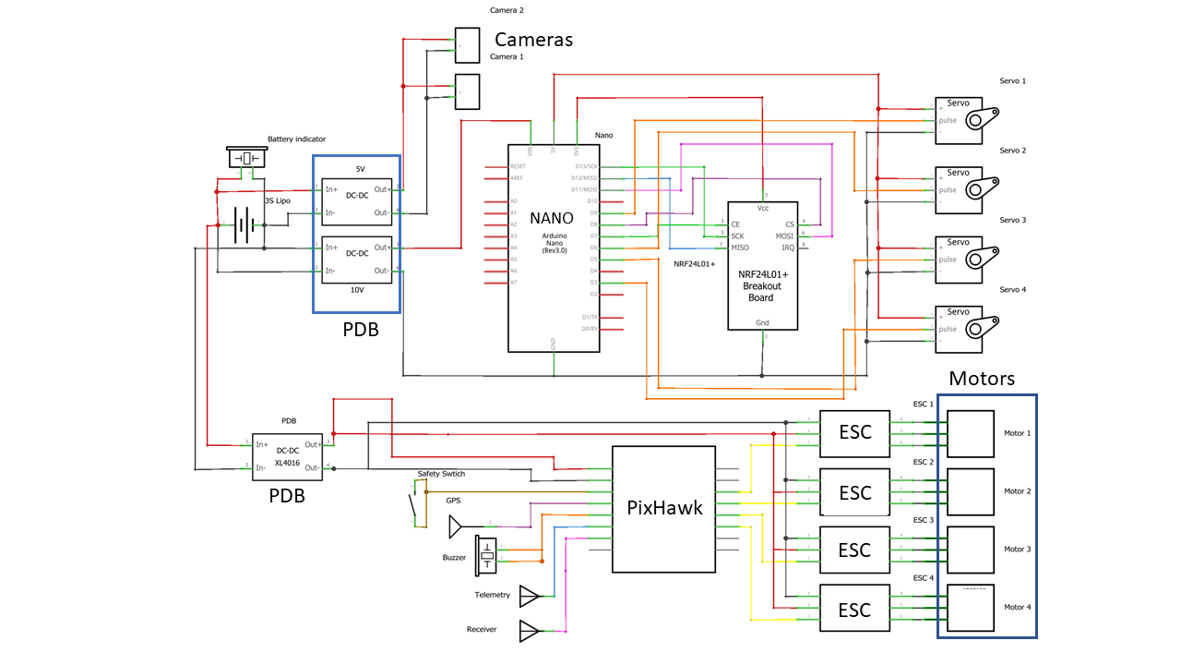 Camera 2
Cameras
Camera 1
Servo 1
Servo
+
pulse
-
Battery indicator
Nano
VIN
5V
3V3
5V
In+
Out+
DC-DC
In-
Out-
3S Lipo
In+
Out+
DC-DC
In-
Out-
10V
PDB
RESET
AREF
A0
A1
A2
A3
A4
A5
A6
A7
NANO
Arduino
Nano
(Rev3.0)
D13/SCK
D12/MISO
D11/MOSI
D10
D9
D8
D7
D6
D5
D4
D3
D2
D1/TX
D0/RX
GND
NRF24L01+
Vcc
CE
CS
SCK
MOSI
MISO
IRQ
NRF24L01+
Breakout
Board
Gnd
Servo 2
Servo
+
pulse
-
Servo 3
Servo
+
pulse
-
Servo 4
Servo
+
pulse
-
Motors
PDB
In+
Out+
DC-DC
XL4016
In-
Out-
PDB
Safety Swtich
GPS
Buzzer
Telemetry
Receiver
PixHawk
ESC 1
ESC
Motor 1
ESC 2
ESC
Motor 2
ESC 3
ESC
Motor 3
ESC 4
ESC
Motor 4